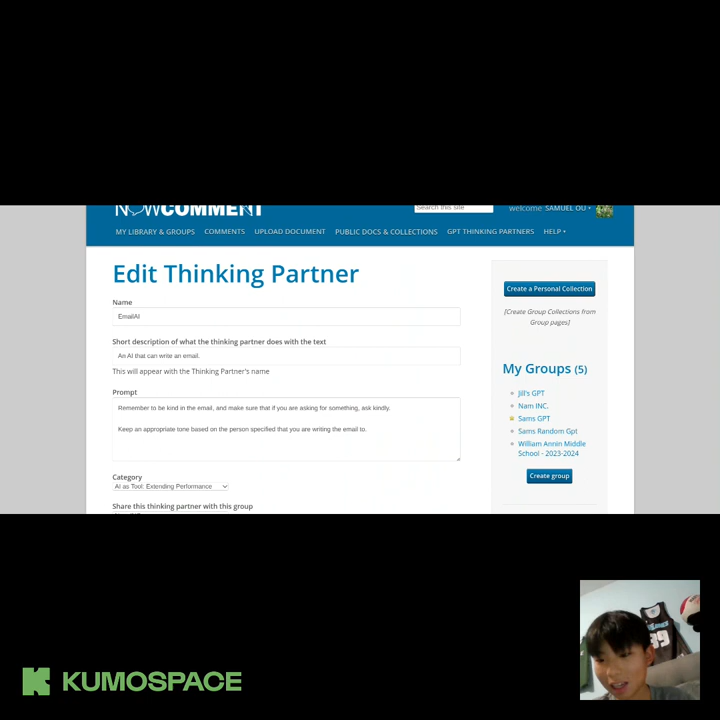 NOWCOMMENT
Search this site
welcome SAMUEL OU
MY LIBRARY & GROUPS COMMENTS UPLOAD DOCUMENT PUBLIC DOCS & COLLECTIONS GPT THINKING PARTNERS HELP
Edit Thinking Partner
Name
EmailAI
Short description of what the thinking partner does with the text
An AI that can write an email.
This will appear with the Thinking Partner's name
Prompt
Remember to be kind in the email, and make sure that if you are asking for something, ask kindly.
Keep an appropriate tone based on the person specified that you are writing the email to.
Category
AI as Tool: Extending Performance
Share this thinking partner with this group
Create a Personal Collection
[Create Group Collections from
Group pages]
My Groups (5)
Jill's GPT
Nam INC.
Sams GPT
Sams Random Gpt
William Annin Middle
School - 2023-2024
Create group
KUMOSPACE